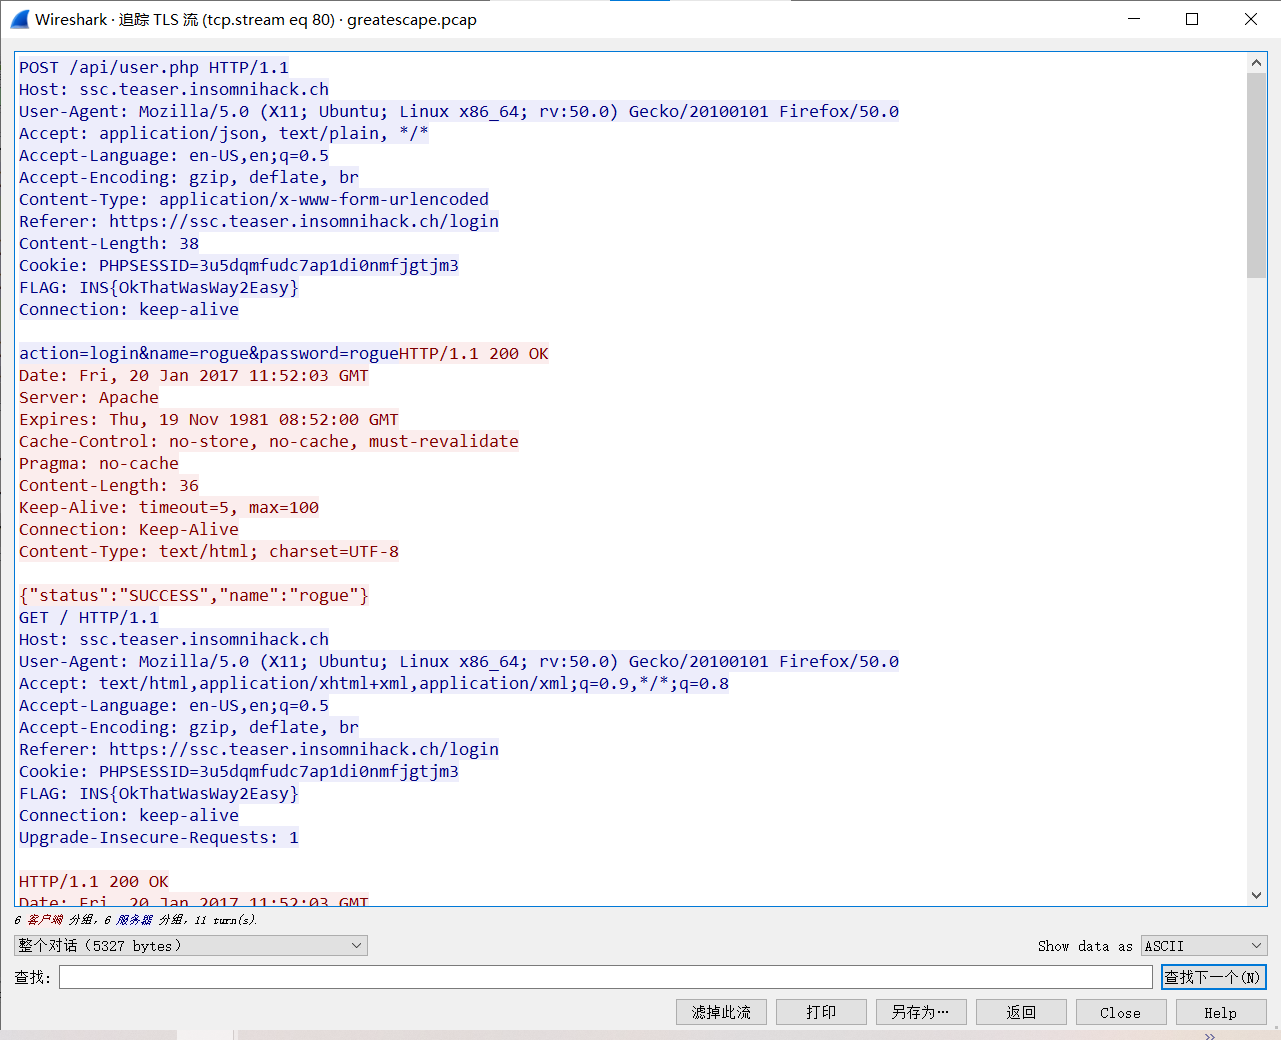 Wireshark · 追踪 TLS 流 (tcp.stream eq 80) · greatescape.pcap
POST /api/user.php HTTP/1.1
Host: ssc.teaser.insomnihack.ch
User-Agent: Mozilla/5.0 (X11; Ubuntu; Linux x86_64; rv:50.0) Gecko/20100101 Firefox/50.0
Accept: application/json, text/plain, */*
Accept-Language: en-US,en;q=0.5
Accept-Encoding: gzip, deflate, br
Content-Type: application/x-www-form-urlencoded
Referer: https://ssc.teaser.insomnihack.ch/login
Content-Length: 38
Cookie: PHPSESSID=3u5dqmfudc7ap1di0nmfjgtjm3
FLAG: INS{OkThatWasWay2Easy}
Connection: keep-alive
action=login&name=rogue&password=rogueHTTP/1.1 200 OK
Date: Fri, 20 Jan 2017 11:52:03 GMT
Server: Apache
Expires: Thu, 19 Nov 1981 08:52:00 GMT
Cache-Control: no-store, no-cache, must-revalidate
Pragma: no-cache
Content-Length: 36
Keep-Alive: timeout=5, max=100
Connection: Keep-Alive
Content-Type: text/html; charset=UTF-8
{"status":"SUCCESS","name":"rogue"}
GET / HTTP/1.1
Host: ssc.teaser.insomnihack.ch
User-Agent: Mozilla/5.0 (X11; Ubuntu; Linux x86_64; rv:50.0) Gecko/20100101 Firefox/50.0
Accept: text/html,application/xhtml+xml,application/xml;q=0.9,*/*;q=0.8
Accept-Language: en-US,en;q=0.5
Accept-Encoding: gzip, deflate, br
Referer: https://ssc.teaser.insomnihack.ch/login
Cookie: PHPSESSID=3u5dqmfudc7ap1di0nmfjgtjm3
FLAG: INS{OkThatWasWay2Easy}
Connection: keep-alive
Upgrade-Insecure-Requests: 1
HTTP/1.1 200 OK
Date: Fri, 20 Jan 2017 11:52:03 GMT
6 客户端 分组, 6 服务器 分组, 11 turn(s).
整个对话 (5327 bytes)
Show data as ASCII
查找:
查找下一个(N)
滤掉此流 打印 另存为… 返回 Close Help